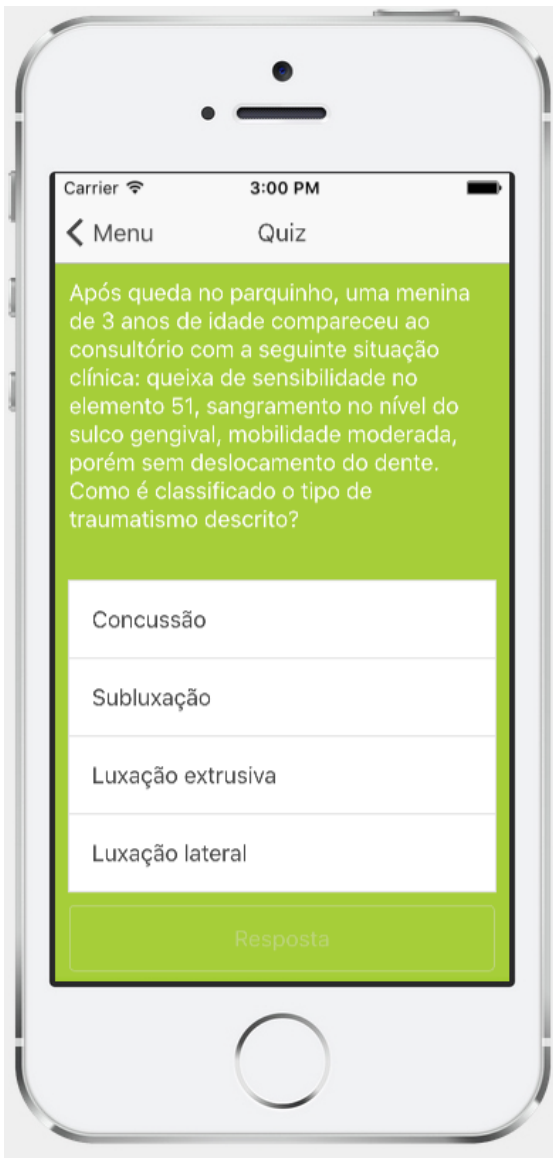 Carrier 3:00 PM
Menu Quiz
Após queda no parquinho, uma menina
de 3 anos de idade compareceu ao
consultório com a seguinte situação
clínica: queixa de sensibilidade no
elemento 51, sangramento no nível do
sulco gengival, mobilidade moderada,
porém sem deslocamento do dente.
Como é classificado o tipo de
traumatismo descrito?
Concussão
Subluxação
Luxação extrusiva
Luxação lateral
Resposta